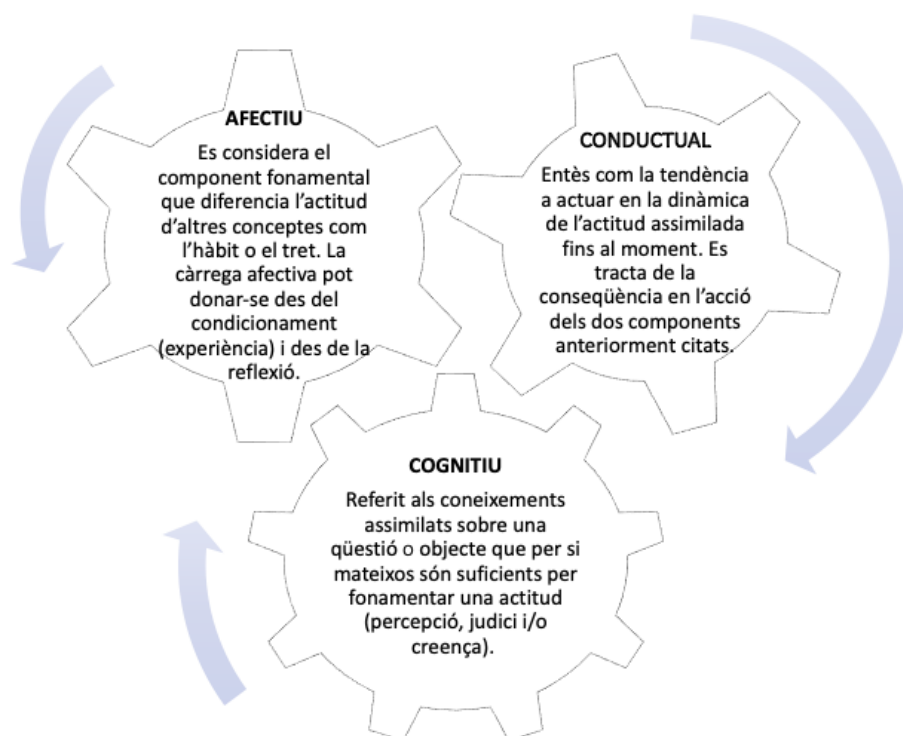 AFECTIU
Es considera el
component fonamental
que diferencia l’actitud
d’altres conceptes com
l’hàbit o el tret. La
càrrega afectiva pot
donar-se des del
condicionament
(experiència) i des de la
reflexió.
CONDUCTUAL
Entès com la tendència
a actuar en la dinàmica
de l’actitud assimilada
fins al moment. Es
tracta de la
conseqüència en l’acció
dels dos components
anteriorment citats.
COGNITIU
Referit als coneixements
assimilats sobre una
qüestió o objecte que per si
mateixos són suficients per
fonamentar una actitud
(percepció, judici i/o
creença).